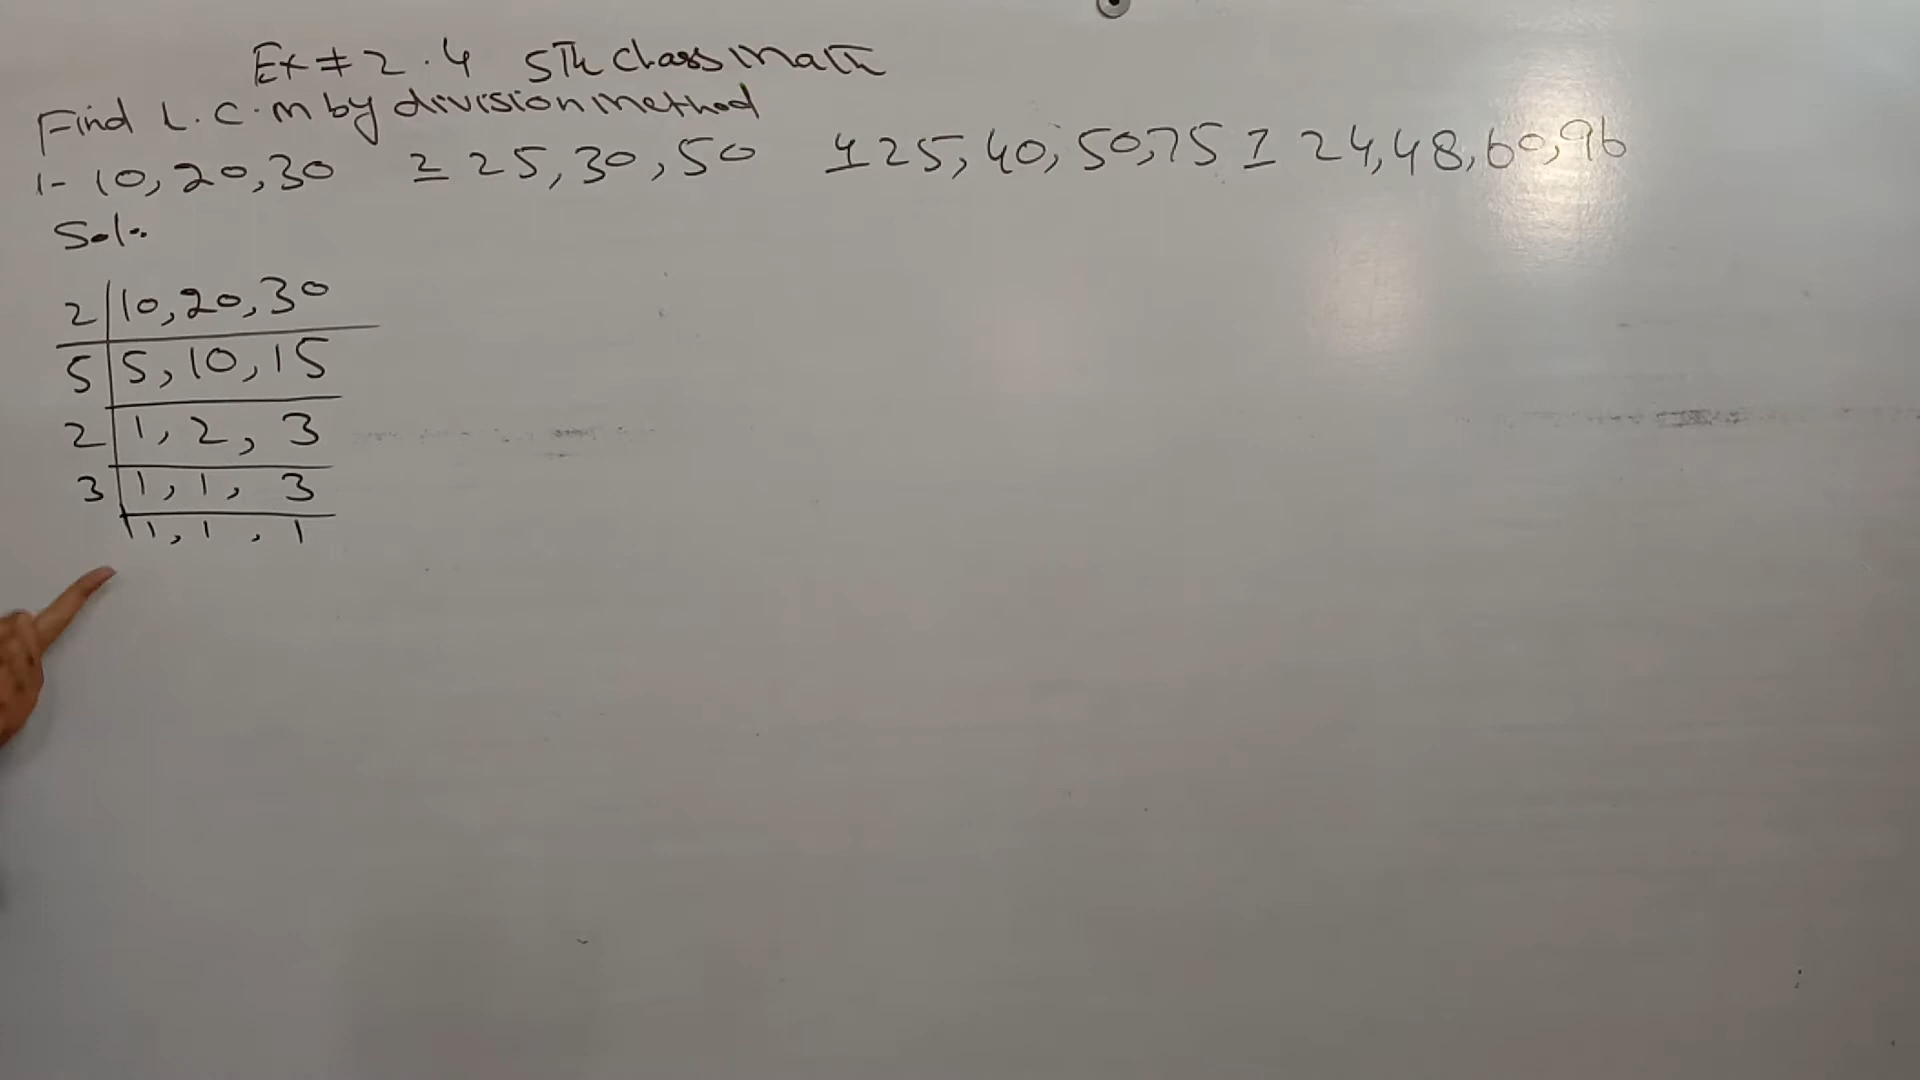 Ex # 2.4 5Th class Math
Find L.C.M by division method
1- 10, 20, 30 2 25, 30, 50 4 25, 40, 50, 75 7 24, 48, 60, 96
Sol:
2 10, 20, 30
5 5, 10, 15
2 1, 2, 3
3 1, 1, 3
1, 1, 1